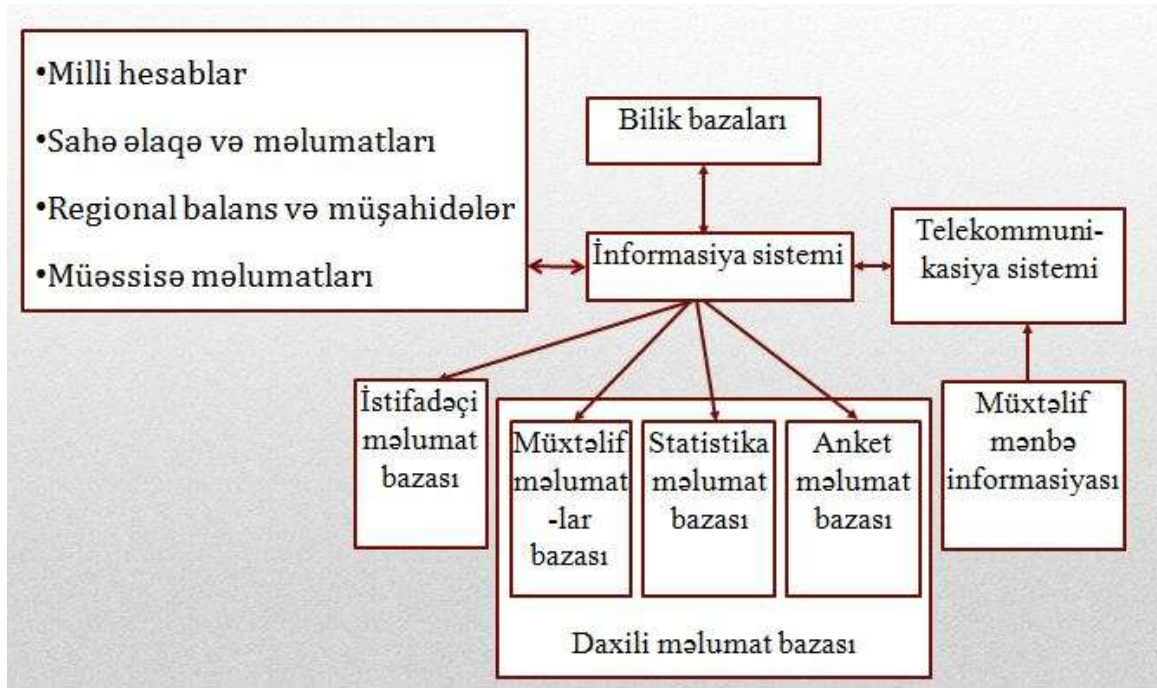 •Milli hesablar
•Sahə əlaqə və məlumatları
•Regional balans və müşahidələr
•Müəssisə məlumatları
Bilik bazaları
İnformasiya sistemi
Telekommuni-
kasiya sistemi
İstifadəçi
məlumat
bazası
Müxtəlif
məlumat
-lar
bazası
Statistika
məlumat
bazası
Anket
məlumat
bazası
Daxili məlumat bazası
Müxtəlif
mənbə
informasiyası